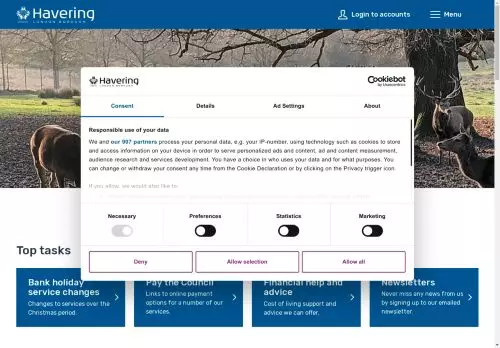 Havering
LONDON BOROUGH
Login to accounts
Menu
Havering
LONDON BOROUGH
Cookiebot
by Usercentrics
Consent
Details
Ad Settings
About
Responsible use of your data
We and our 907 partners process your personal data, e.g. your IP-number, using technology such as cookies to store
and access information on your device in order to serve personalized ads and content, ad and content measurement,
audience research and services development. You have a choice in who uses your data and for what purposes. You
can change or withdraw your consent any time from the Cookie Declaration or by clicking on the Privacy trigger icon.
If you allow, we would also like to:
Necessary
Preferences
Statistics
Marketing
Deny
Allow selection
Allow all
Top tasks
Bank holiday
service changes
Changes to services over the
Christmas period.
Pay the Council
Links to online payment
options for a number of our
services.
Financial help and
advice
Cost of living support and
advice we can offer.
Newsletters
Never miss any news from us
by signing up to our emailed
newsletter.